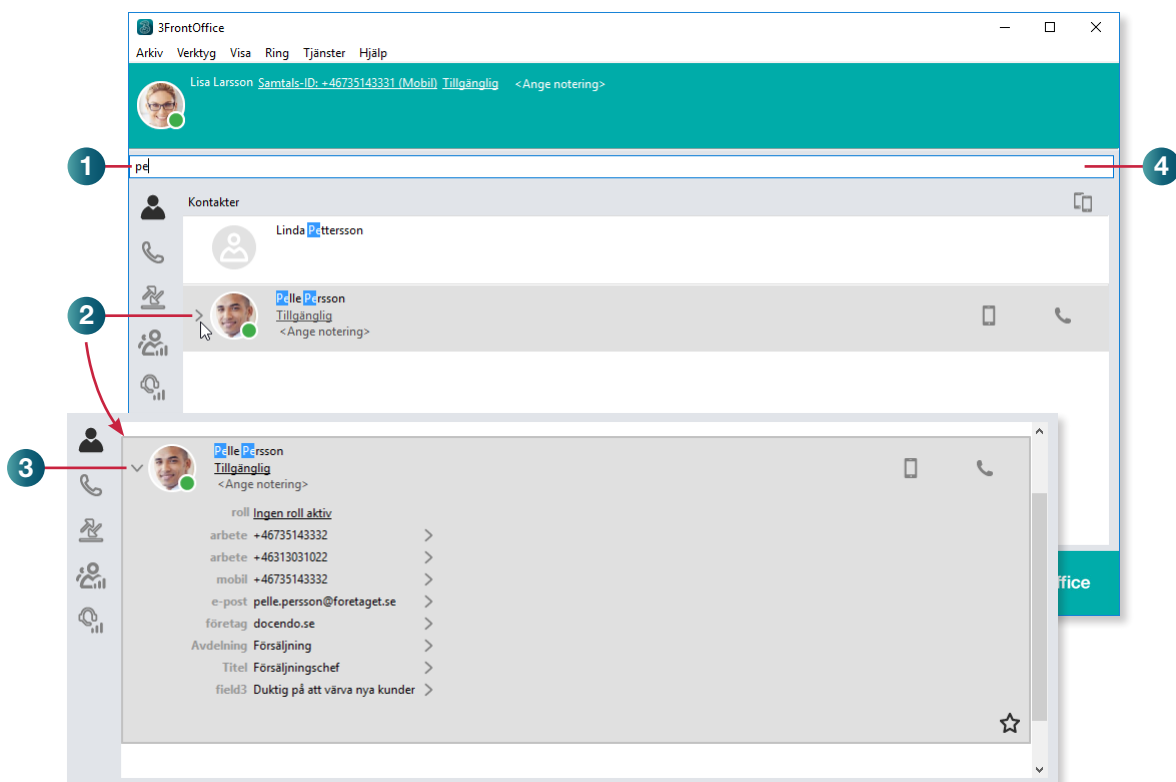 3FrontOffice
Arkiv Verktyg Visa Ring Tjänster Hjälp
Lisa Larsson Samtals-ID: +46735143331 (Mobil) Tillgänglig <Ange notering>
1 pe 4
Kontakter
Linda Pettersson
Pelle Persson
2 Tillgänglig
<Ange notering>
Pelle Persson
3 Tillgänglig
<Ange notering>
roll Ingen roll aktiv
arbete +46735143332
arbete +46313031022
mobil +46735143332
e-post pelle.persson@foretaget.se
företag docendo.se
Avdelning Försäljning
Titel Försäljningschef
field3 Duktig på att värva nya kunder
ffice